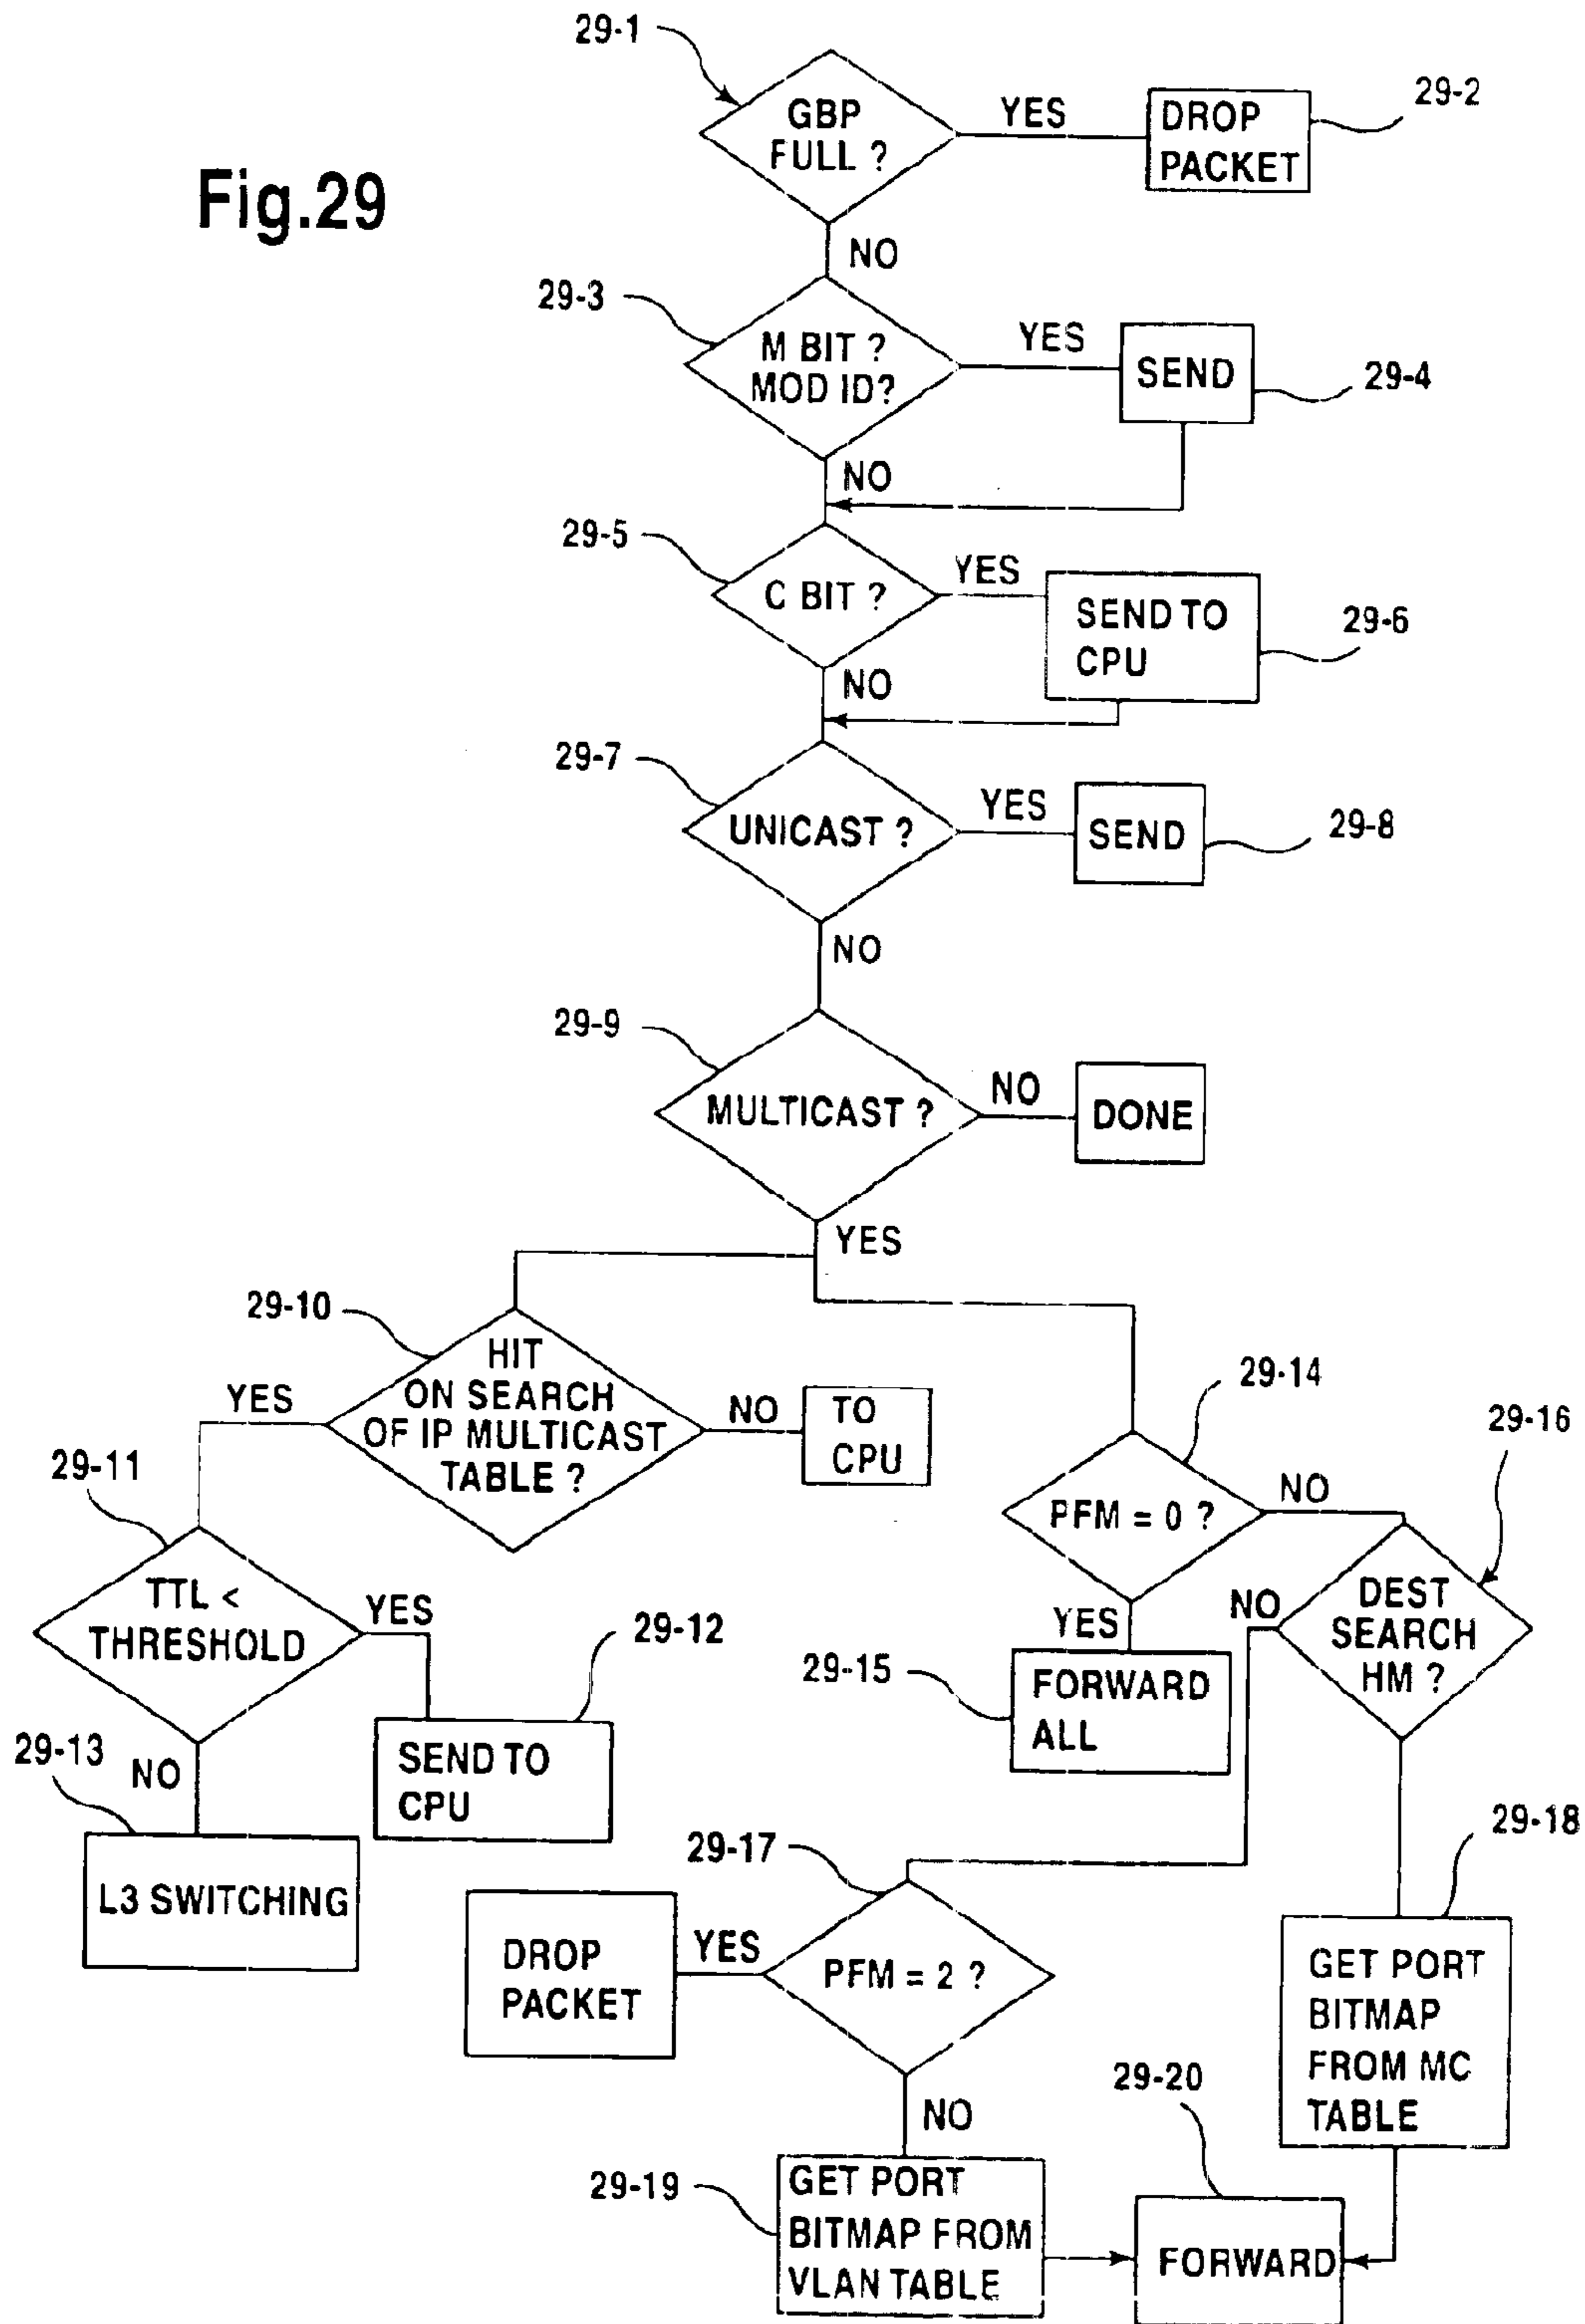 Fig.29
29-1
GBP
FULL ?
YES
DROP
PACKET
29-2
NO
29-3
M BIT ?
MOD ID?
YES
SEND
29-4
NO
29-5
C BIT ?
YES
SEND TO
CPU
29-6
NO
29-7
UNICAST ?
YES
SEND
29-8
NO
29-9
MULTICAST ?
NO
DONE
YES
29-10
HIT
ON SEARCH
OF IP MULTICAST
TABLE ?
YES
NO
TO
CPU
29-11
TTL <
THRESHOLD
YES
29-12
SEND TO
CPU
29-13
NO
L3 SWITCHING
29-14
PFM = 0 ?
NO
YES
29-15
FORWARD
ALL
29-16
DEST
SEARCH
HM ?
NO
29-17
PFM = 2 ?
YES
DROP
PACKET
NO
29-18
GET PORT
BITMAP
FROM MC
TABLE
29-19
GET PORT
BITMAP FROM
VLAN TABLE
29-20
FORWARD